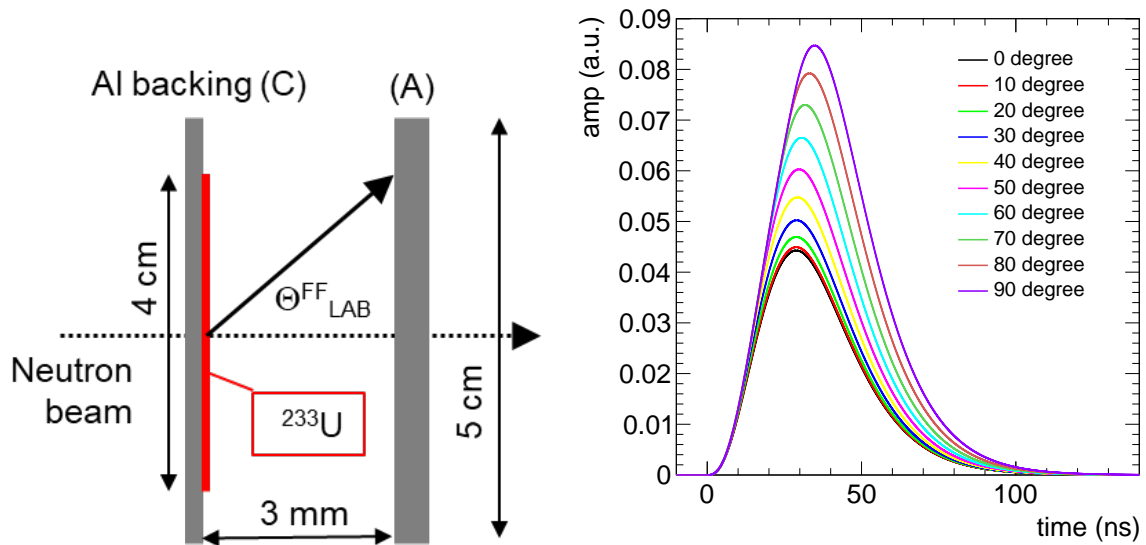 Al backing (C)
(A)
4 cm
Θ^FF_LAB
Neutron
beam
²³³U
3 mm
5 cm
amp (a.u.)
0.09
0.08
0.07
0.06
0.05
0.04
0.03
0.02
0.01
0
0 degree
10 degree
20 degree
30 degree
40 degree
50 degree
60 degree
70 degree
80 degree
90 degree
0
50
100
time (ns)